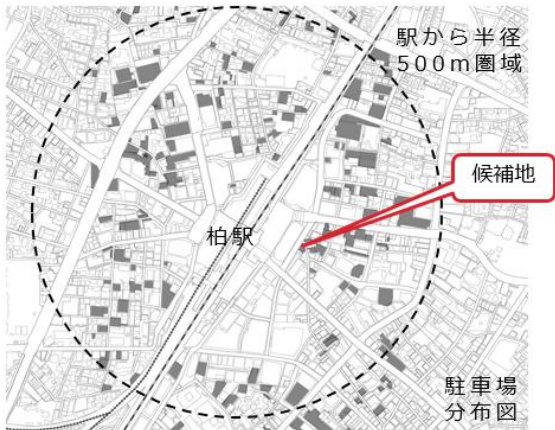 駅から半径
500m圏域
候補地
柏駅
駐車場
分布図